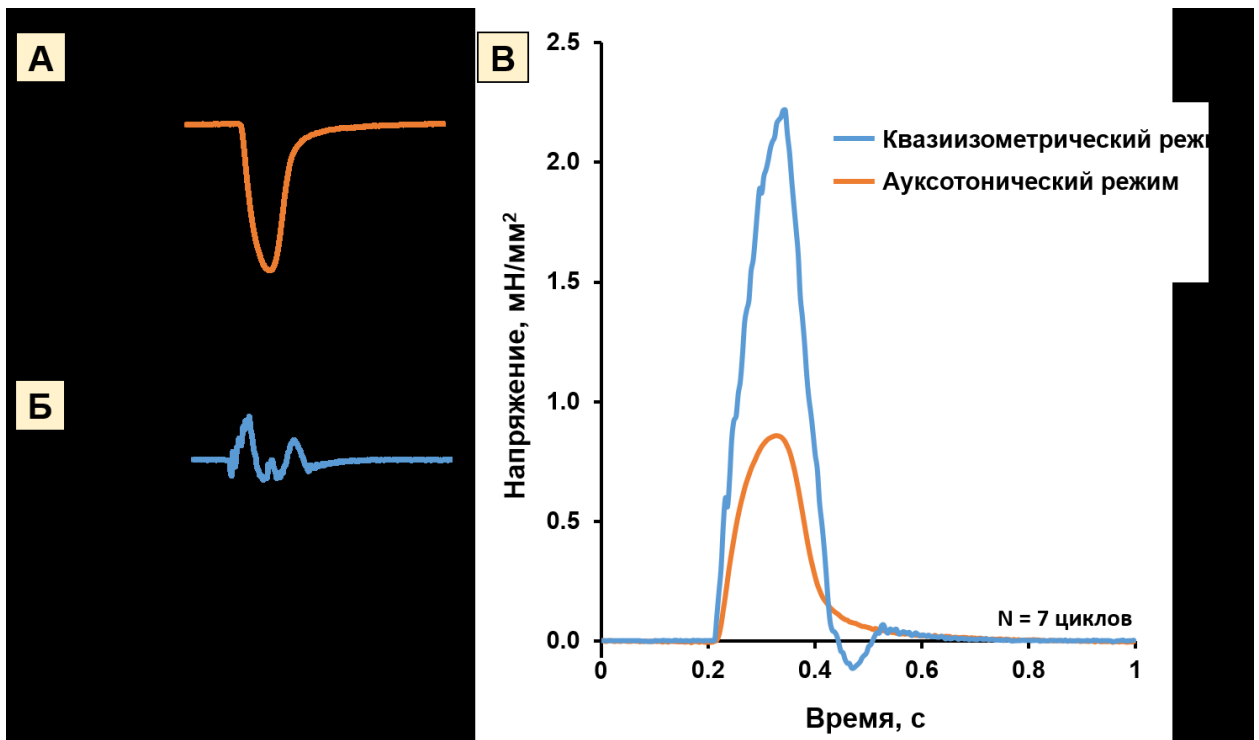 А
Б
В
2.5
2.0
1.5
1.0
0.5
0.0
Напряжение, мН/мм²
Квазиизометрический режи
Ауксотонический режим
N = 7 циклов
0
0.2
0.4
0.6
0.8
1
Время, с